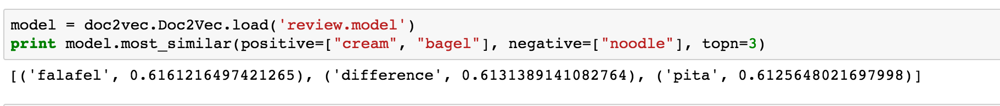 model = doc2vec.Doc2Vec.load('review.model')
print model.most_similar(positive=["cream", "bagel"], negative=["noodle"], topn=3)
[('falafel', 0.6161216497421265), ('difference', 0.6131389141082764), ('pita', 0.6125648021697998)]